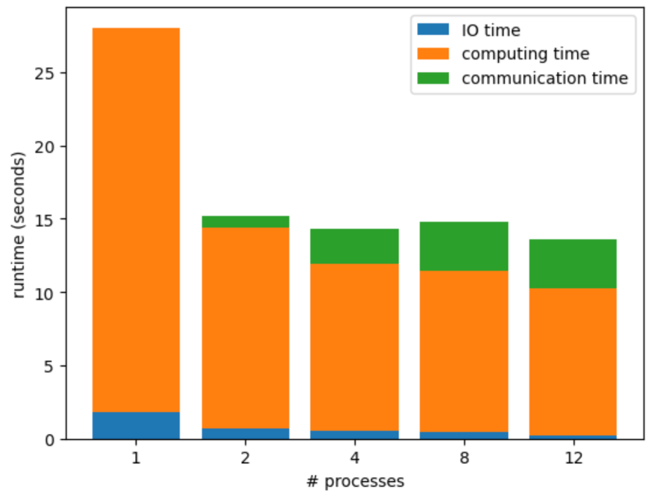 IO time
computing time
communication time
runtime (seconds)
25
20
15
10
5
0
1 2 4 8 12
# processes